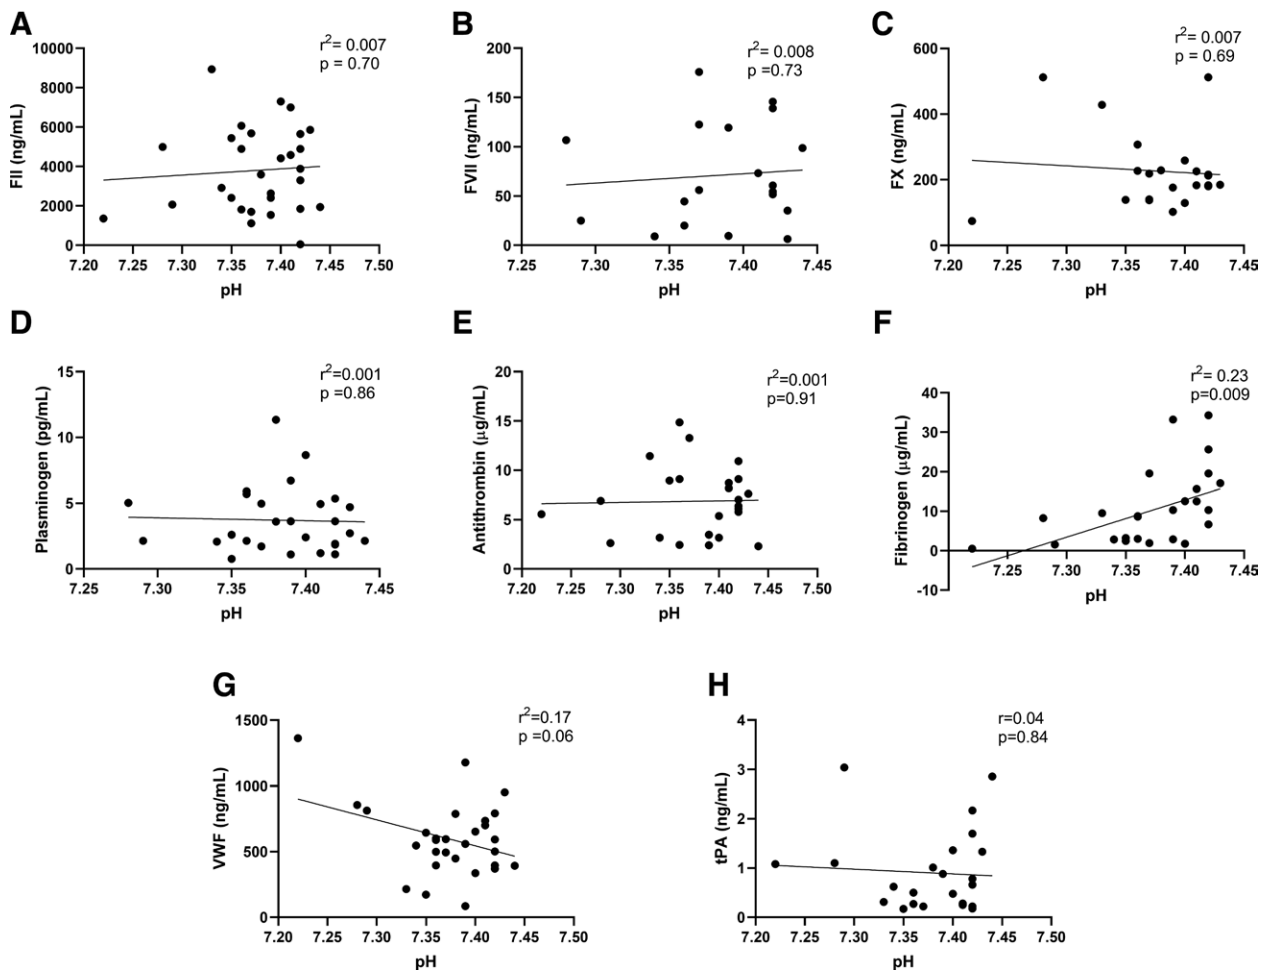 A
r²= 0.007
p = 0.70
FII (ng/mL)
10000
8000
6000
4000
2000
0
7.20 7.25 7.30 7.35 7.40 7.45 7.50
pH
B
r²= 0.008
p =0.73
FVII (ng/mL)
200
150
100
50
0
7.25 7.30 7.35 7.40 7.45
pH
C
r²= 0.007
p = 0.69
FX (ng/mL)
600
400
200
0
7.20 7.25 7.30 7.35 7.40 7.45
pH
D
r²=0.001
p =0.86
Plasminogen (pg/mL)
15
10
5
0
7.25 7.30 7.35 7.40 7.45
pH
E
r²=0.001
p=0.91
Antithrombin (μg/mL)
20
15
10
5
0
7.20 7.25 7.30 7.35 7.40 7.45 7.50
pH
F
r²= 0.23
p=0.009
Fibrinogen (μg/mL)
40
30
20
10
0
-10
7.25 7.30 7.35 7.40 7.45
pH
G
r²=0.17
p =0.06
VWF (ng/mL)
1500
1000
500
0
7.20 7.25 7.30 7.35 7.40 7.45 7.50
pH
H
r=0.04
p=0.84
tPA (ng/mL)
4
3
2
1
0
7.20 7.25 7.30 7.35 7.40 7.45 7.50
pH